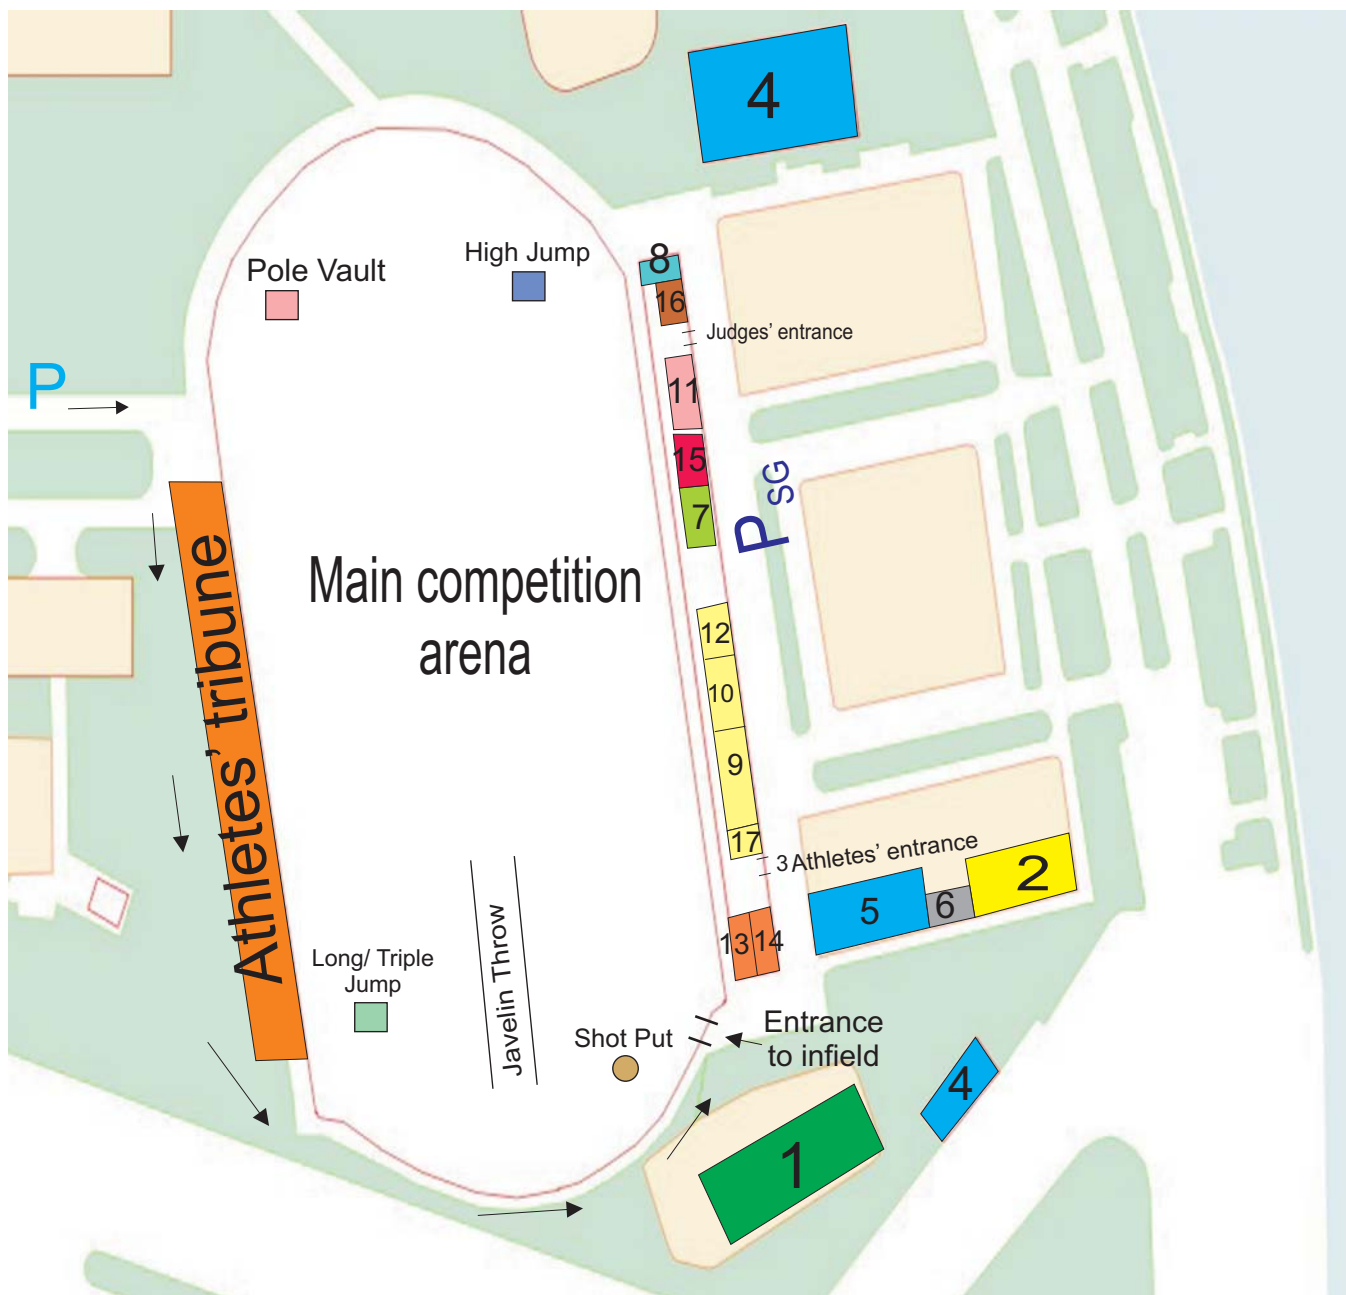 4
8
High Jump
Pole Vault
16
Judges’ entrance
P
11
15
SG
7
P
Main competition
arena
12
10
9
17
3 Athletes’ entrance
Athletes’ tribune
2
5
6
13
14
Long/ Triple
Jump
Javelin Throw
Shot Put
Entrance
to infield
4
1